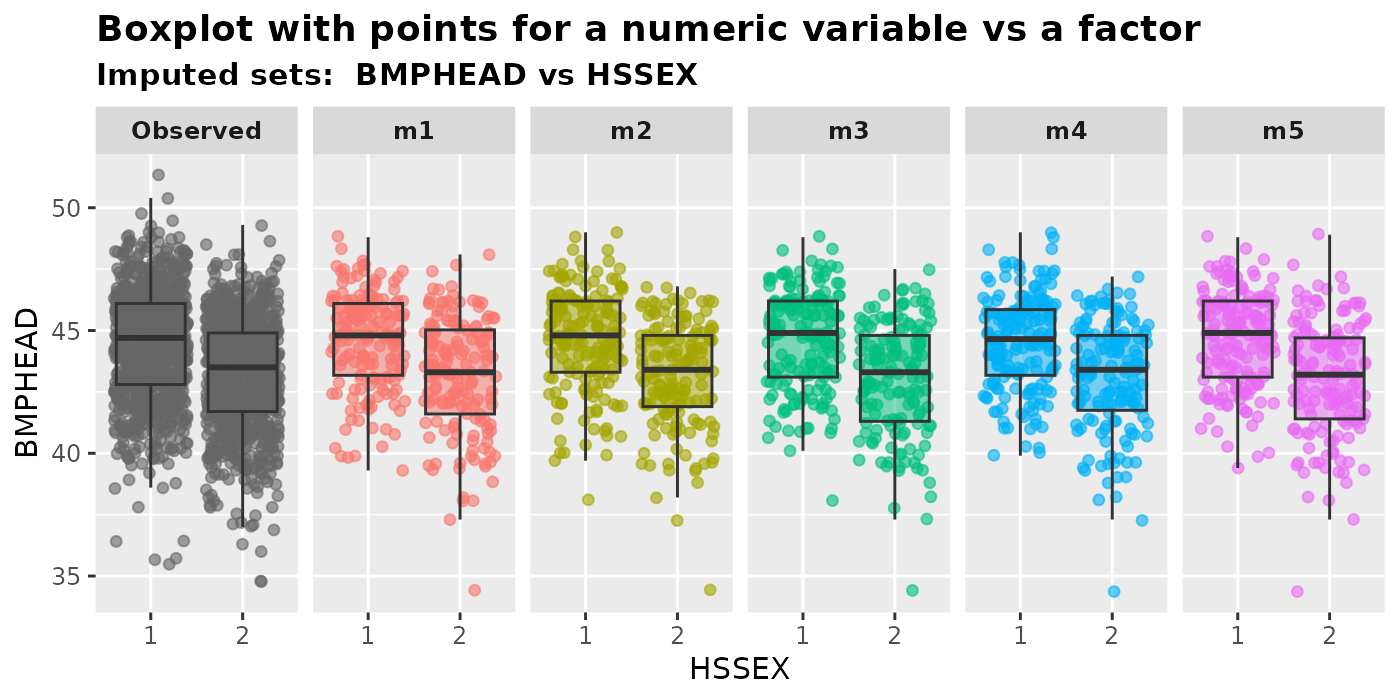 Boxplot with points for a numeric variable vs a factor
Imputed sets:  BMPHEAD vs HSSEX
Observed m1 m2 m3 m4 m5
BMPHEAD
50
45
40
35
1 2 1 2 1 2 1 2 1 2 1 2
HSSEX